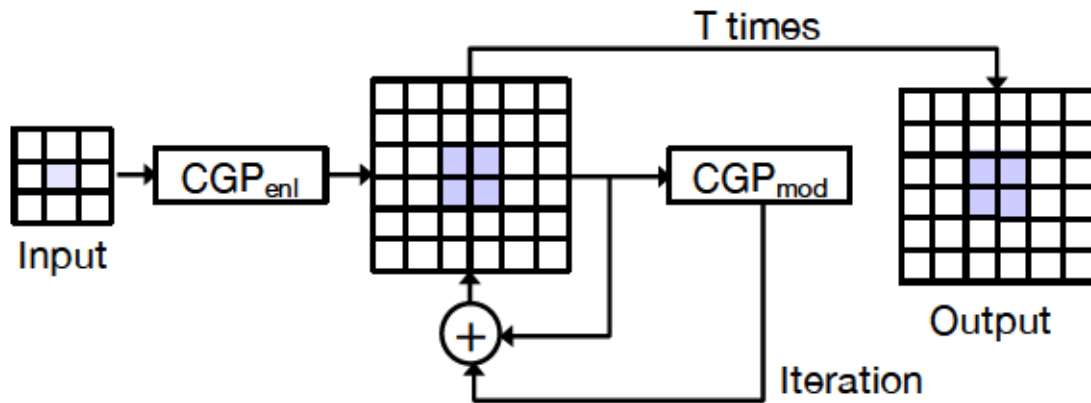 T times
CGPenl
CGPmod
Input
+
Output
Iteration